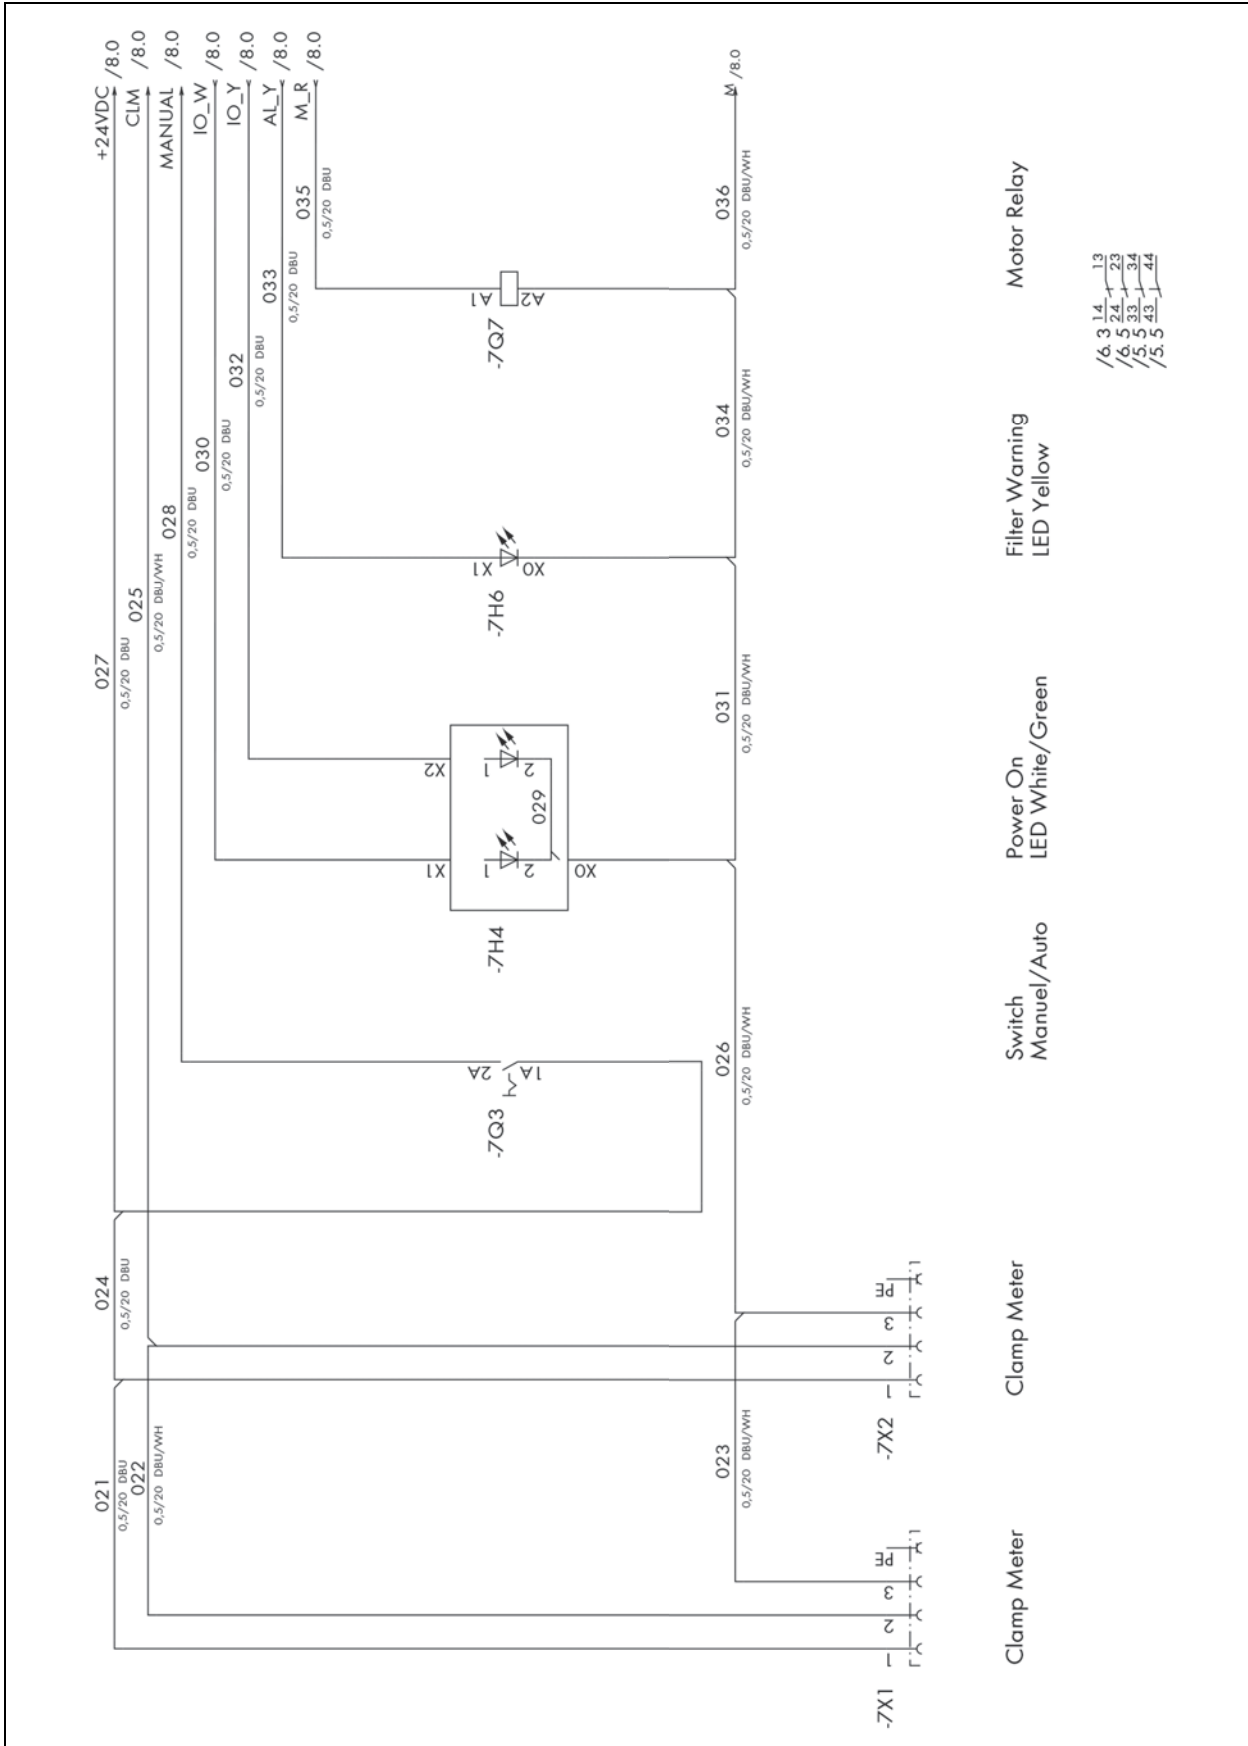 +24VDC /8.0
CLM /8.0
MANUAL /8.0
IO_W /8.0
IO_Y /8.0
AL_Y /8.0
M_R /8.0
021
0,5/20 DBU
022
0,5/20 DBU/WH
024
0,5/20 DBU
027
0,5/20 DBU
025
0,5/20 DBU/WH
028
0,5/20 DBU
030
0,5/20 DBU
032
0,5/20 DBU
033
0,5/20 DBU
035
0,5/20 DBU
-7Q3
2A
1A
-7H4
X1
X2
1
2
1
2
029
X0
-7H6
X1
X0
-7Q7
A1
A2
023
0,5/20 DBU/WH
026
0,5/20 DBU/WH
031
0,5/20 DBU/WH
034
0,5/20 DBU/WH
036
0,5/20 DBU/WH
M /8.0
-7X1
1
2
3
PE
-7X2
1
2
3
PE
Clamp Meter
Clamp Meter
Switch
Manuel/Auto
Power On
LED White/Green
Filter Warning
LED Yellow
Motor Relay
/6.3 14 13
/6.5 24 23
/5.5 33 34
/5.5 43 44